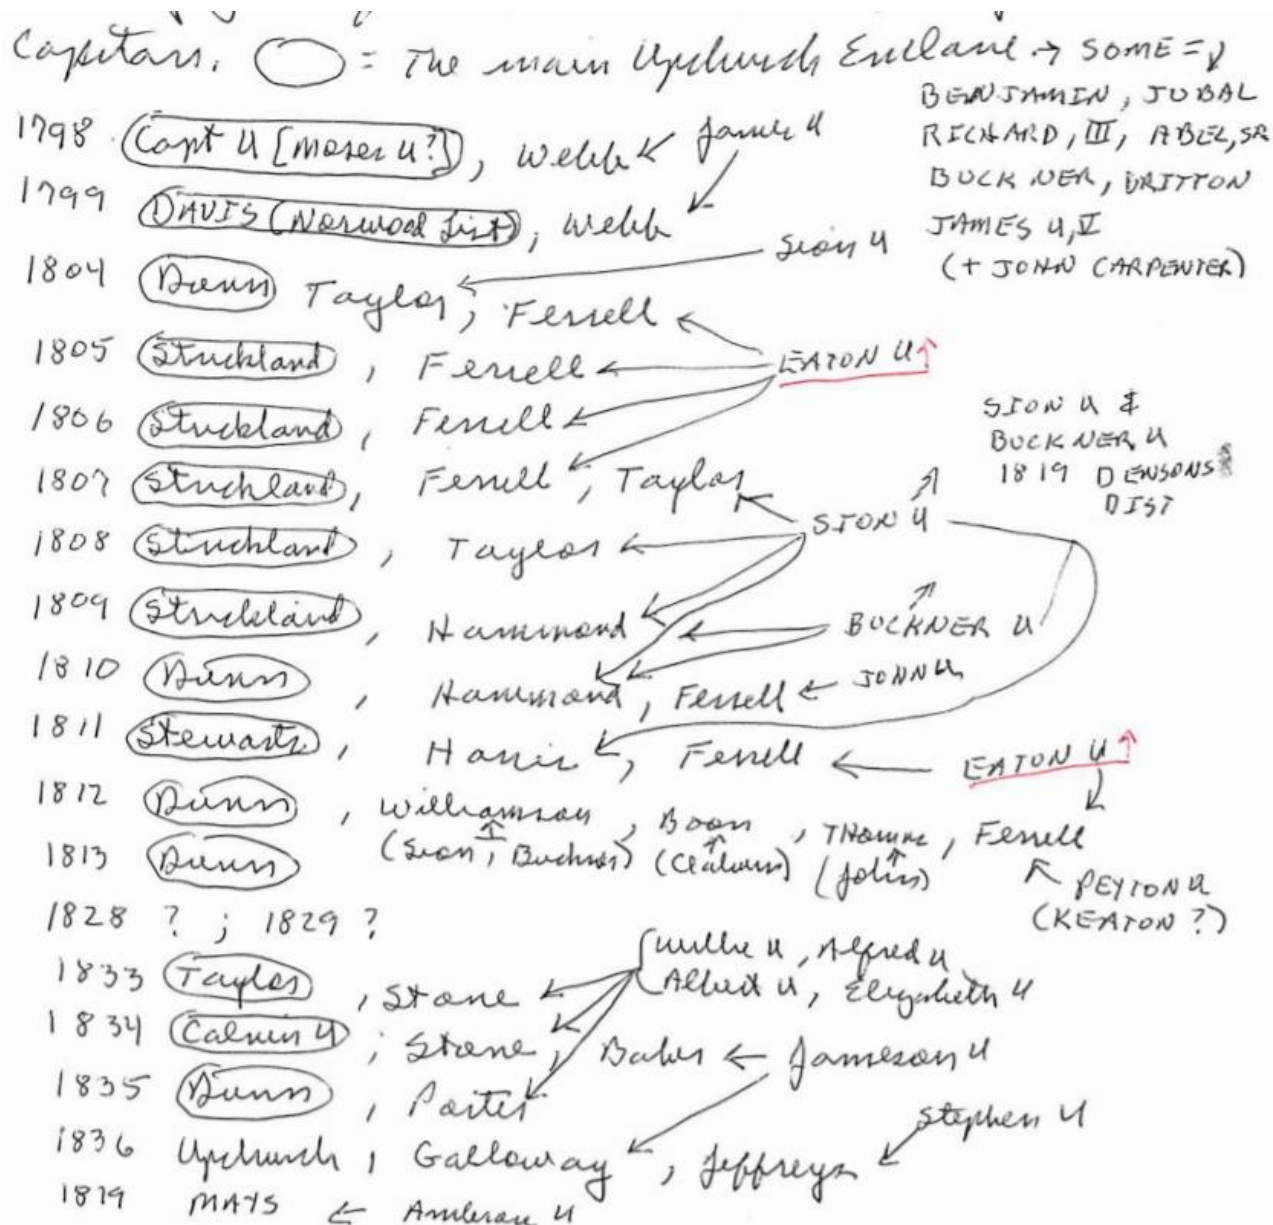 Capitars. = The main Upchurch Enclave → SOME =
BENJAMIN, JUBAL
RICHARD, III, ABEL, SR
BUCKNER, BRITTON
JAMES U, V
(+ JOHN CARPENTER)
1798 Capt U [Moses U?], Webb ← James U
1799 DAVIS (Norwood List), Webb
1804 Dunn Taylor, Ferrell Sion U
1805 Strickland, Ferrell ← EATON U ↑
1806 Strickland, Ferrell
SION U &
BUCKNER U
1819 DENSONS
DIST
1807 Strickland, Ferrell, Taylor
SION U
1808 Strickland, Taylor
1809 Strickland, Hammond BUCKNER U
1810 Dunn, Hammond, Ferrell ← JOHN U
1811 Stewarts, Harris, Ferrell ← EATON U ↑
1812 Dunn, Williamson, Boon, THOMAS, Ferrell
1813 Dunn (Sion, Buckner) (John)
PEYTON U
(KEATON ?)
1828 ? ; 1829 ?
Willie U, Alfred U
Albert U, Elizabeth U
1833 Taylor, Stone
1834 Calvin U, Stone, Baker ← Jameson U
1835 Dunn, Porter
Stephen U
1836 Upchurch, Galloway, Jeffreys
MAYS ← Ambrose U